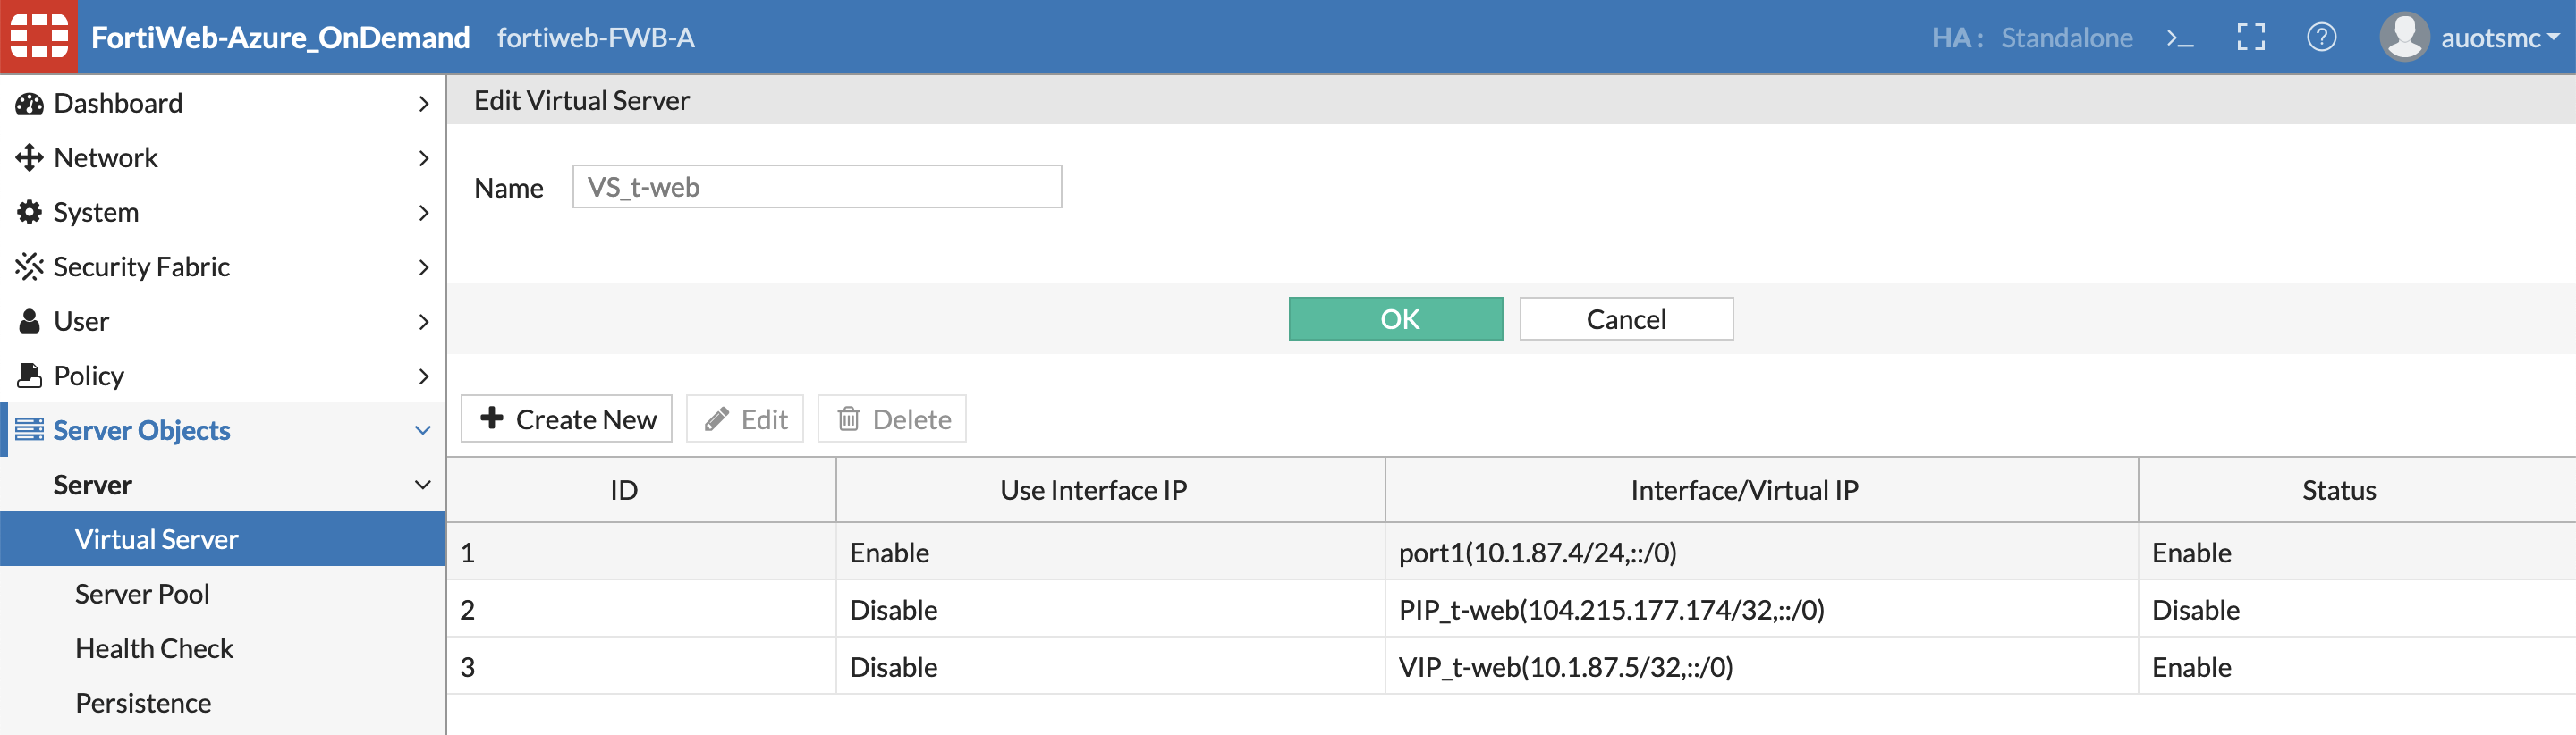 FortiWeb-Azure_OnDemand fortiweb-FWB-A HA : Standalone >_ ? auotsmc
Dashboard
Network
System
Security Fabric
User
Policy
Server Objects
Server
Virtual Server
Server Pool
Health Check
Persistence
Edit Virtual Server
Name VS_t-web
OK Cancel
Create New Edit Delete
ID Use Interface IP Interface/Virtual IP Status
1 Enable port1(10.1.87.4/24,::/0) Enable
2 Disable PIP_t-web(104.215.177.174/32,::/0) Disable
3 Disable VIP_t-web(10.1.87.5/32,::/0) Enable